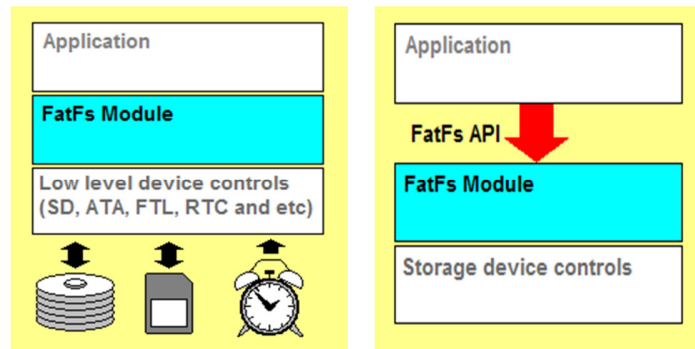 Application
FatFs Module
Low level device controls
(SD, ATA, FTL, RTC and etc)
Application
FatFs API
FatFs Module
Storage device controls